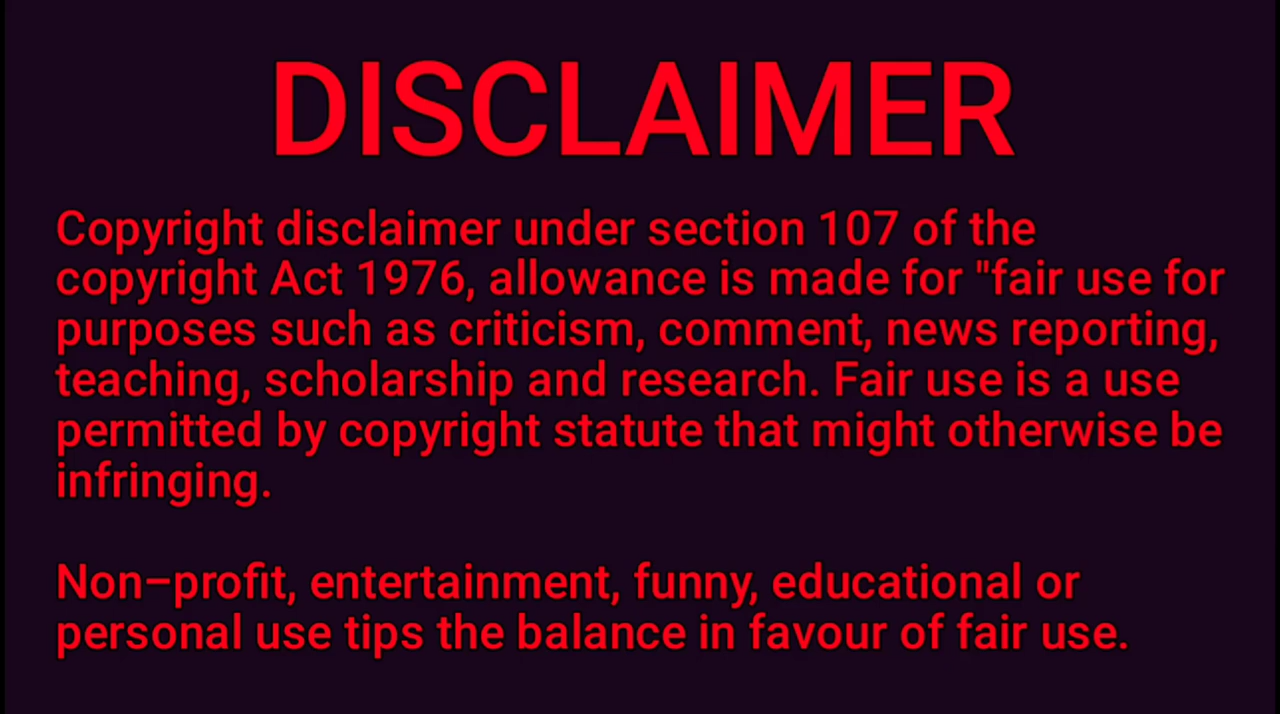 DISCLAIMER
Copyright disclaimer under section 107 of the
copyright Act 1976, allowance is made for "fair use for
purposes such as criticism, comment, news reporting,
teaching, scholarship and research. Fair use is a use
permitted by copyright statute that might otherwise be
infringing.
Non–profit, entertainment, funny, educational or
personal use tips the balance in favour of fair use.